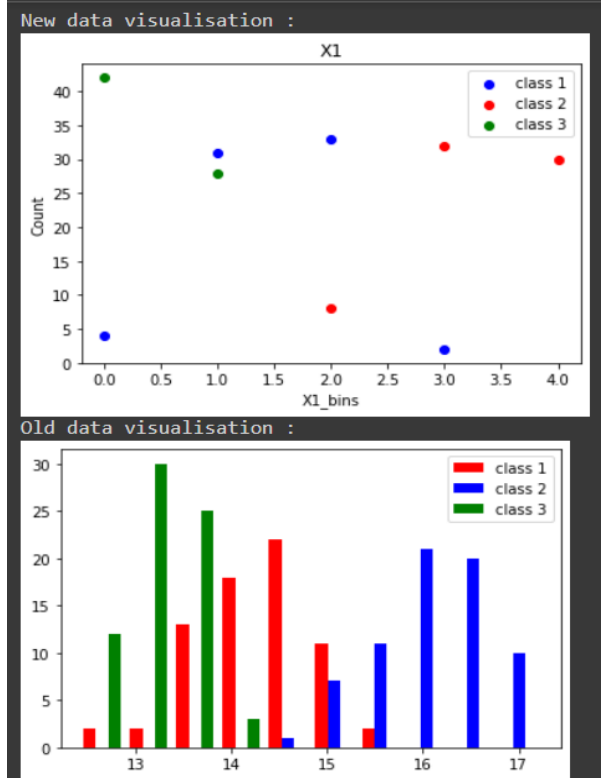 New data visualisation :
X1
class 1
class 2
class 3
40
35
30
25
20
15
10
5
0
Count
0.0 0.5 1.0 1.5 2.0 2.5 3.0 3.5 4.0
X1_bins
Old data visualisation :
class 1
class 2
class 3
30
25
20
15
10
5
0
13 14 15 16 17